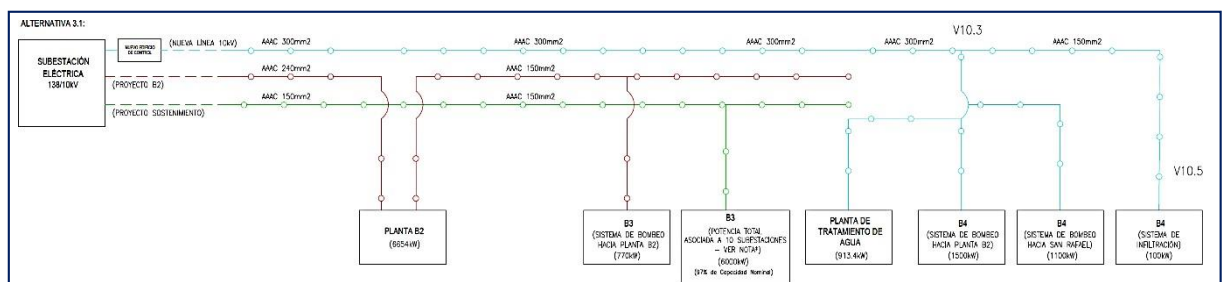 ALTERNATIVA 3.1:
SUBESTACIÓN
ELÉCTRICA
138/10kV
NUEVO EDIFICIO
DE CONTROL
(NUEVA LÍNEA 10kV)
AAAC 300mm2
AAAC 300mm2
AAAC 300mm2
AAAC 300mm2
V10.3
AAAC 150mm2
AAAC 240mm2
AAAC 150mm2
(PROYECTO B2)
AAAC 150mm2
AAAC 150mm2
(PROYECTO SOSTENIMIENTO)
V10.5
PLANTA B2
(6654kW)
B3
(SISTEMA DE BOMBEO
HACIA PLANTA B2)
(770kW)
B3
(POTENCIA TOTAL
ASOCIADA A 10 SUBESTACIONES
- VER NOTA*)
(6000kW)
(97% de Capacidad Nominal)
PLANTA DE
TRATAMIENTO DE
AGUA
(913.4kW)
B4
(SISTEMA DE BOMBEO
HACIA PLANTA B2)
(1500kW)
B4
(SISTEMA DE BOMBEO
HACIA SAN RAFAEL)
(1100kW)
B4
(SISTEMA DE
INFILTRACIÓN)
(100kW)